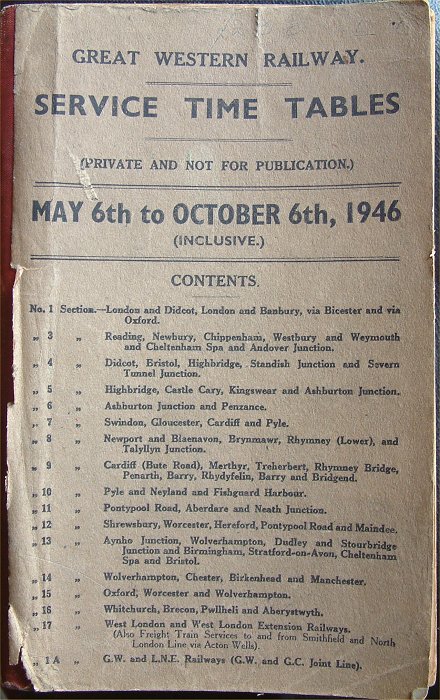 GREAT WESTERN RAILWAY.
SERVICE TIME TABLES
(PRIVATE AND NOT FOR PUBLICATION.)
MAY 6th to OCTOBER 6th, 1946
(INCLUSIVE.)
CONTENTS.
No. 1 Section.—London and Didcot, London and Banbury, via Bicester and via
Oxford.
„ 3 „ Reading, Newbury, Chippenham, Westbury and Weymouth
and Cheltenham Spa and Andover Junction.
„ 4 „ Didcot, Bristol, Highbridge, Standish Junction and Severn
Tunnel Junction.
„ 5 „ Highbridge, Castle Cary, Kingswear and Ashburton Junction.
„ 6 „ Ashburton Junction and Penzance.
„ 7 „ Swindon, Gloucester, Cardiff and Pyle.
„ 8 „ Newport and Blaenavon, Brynmawr, Rhymney (Lower), and
Talyllyn Junction.
„ 9 „ Cardiff (Bute Road), Merthyr, Treherbert, Rhymney Bridge,
Penarth, Barry, Rhydyfelin, Barry and Bridgend.
„ 10 „ Pyle and Neyland and Fishguard Harbour.
„ 11 „ Pontypool Road, Aberdare and Neath Junction.
„ 12 „ Shrewsbury, Worcester, Hereford, Pontypool Road and Maindee.
„ 13 „ Aynho Junction, Wolverhampton, Dudley and Stourbridge
Junction and Birmingham, Stratford-on-Avon, Cheltenham
Spa and Bristol.
„ 14 „ Wolverhampton, Chester, Birkenhead and Manchester.
„ 15 „ Oxford, Worcester and Wolverhampton.
„ 16 „ Whitchurch, Brecon, Pwllheli and Aberystwyth.
„ 17 „ West London and West London Extension Railways.
(Also Freight Train Services to and from Smithfield and North
London Line via Acton Wells).
„ 1A „ G.W. and L.N.E. Railways (G.W. and G.C. Joint Line).